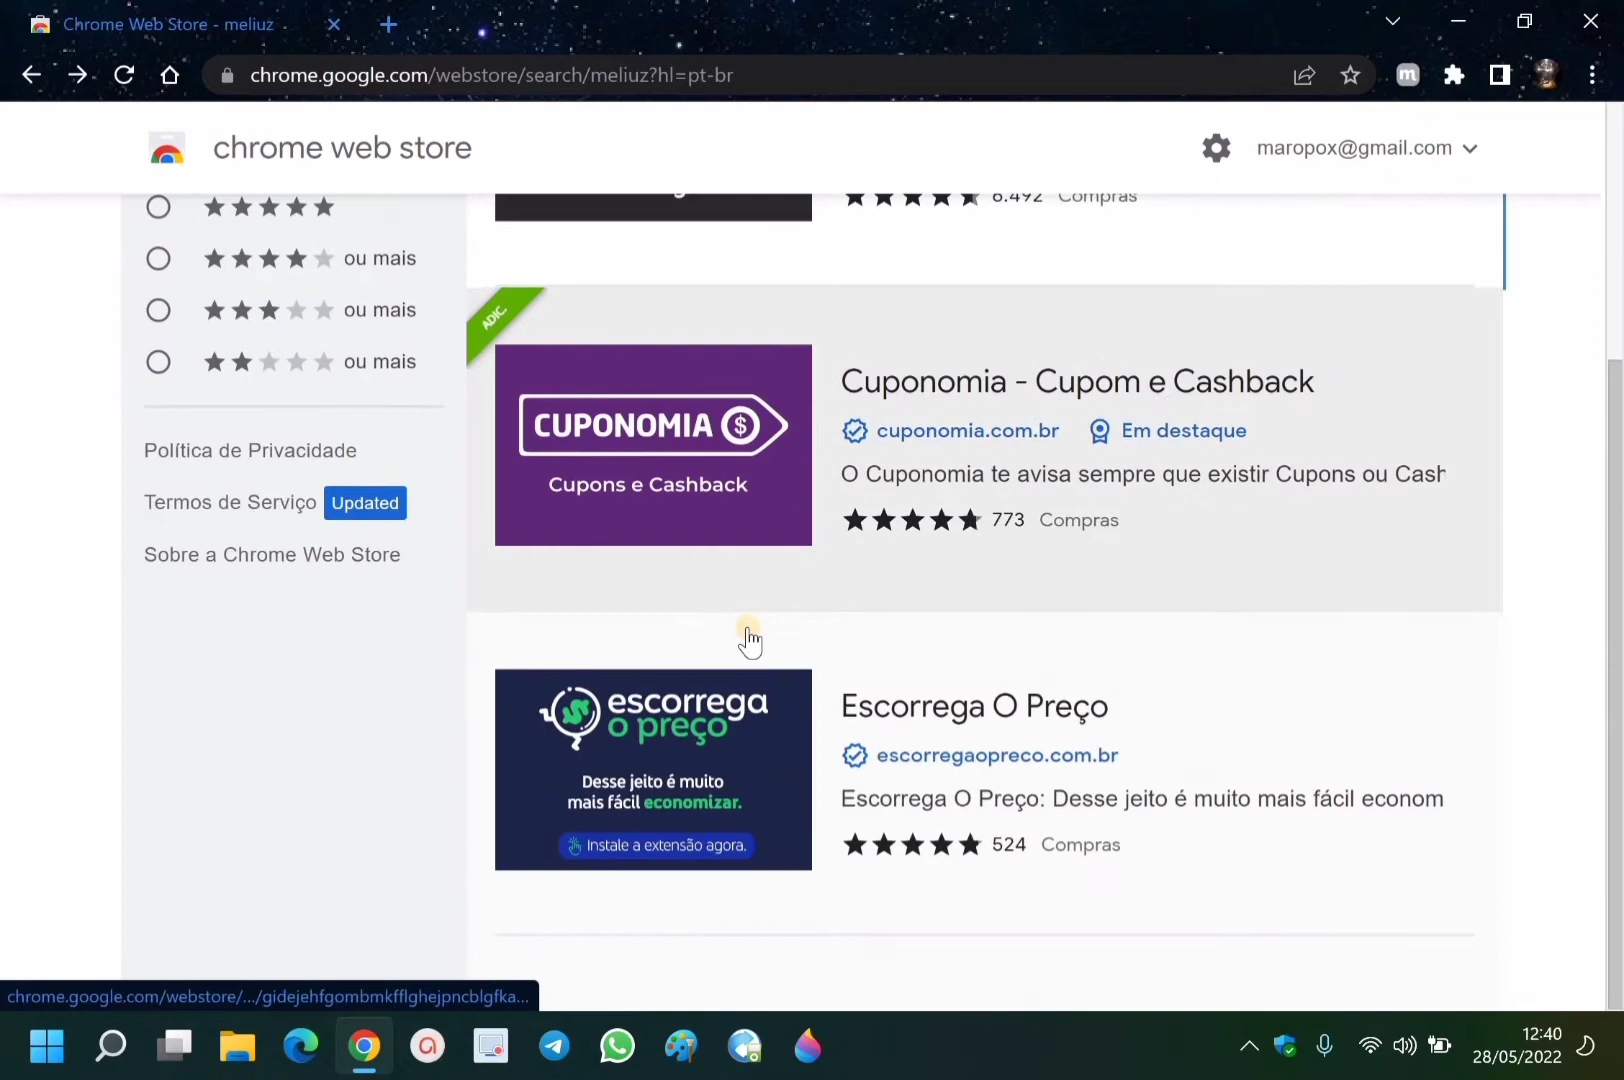 Chrome Web Store - meliuz
chrome.google.com/webstore/search/meliuz?hl=pt-br
m
chrome web store
maropox@gmail.com
6.492 Compras
ou mais
ou mais
ou mais
Política de Privacidade
Termos de Serviço Updated
Sobre a Chrome Web Store
ADIC.
CUPONOMIA $
Cupons e Cashback
Cuponomia - Cupom e Cashback
cuponomia.com.br Em destaque
O Cuponomia te avisa sempre que existir Cupons ou Cash
773 Compras
escorrega
o preço
Desse jeito é muito
mais fácil economizar.
Instale a extensão agora.
Escorrega O Preço
escorregaopreco.com.br
Escorrega O Preço: Desse jeito é muito mais fácil econom
524 Compras
chrome.google.com/webstore/.../gidejehfgombmkfflghejpncblgfka...
12:40
28/05/2022